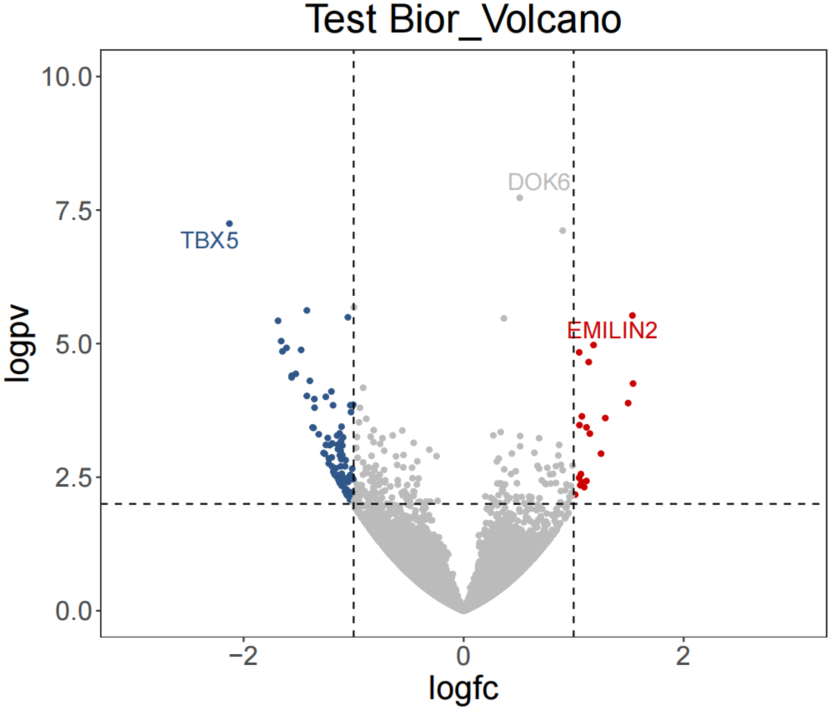 Test Bior_Volcano
10.0
DOK6
7.5
TBX5
5.0
EMILIN2
logpv
2.5
0.0
−2 0 2
logfc